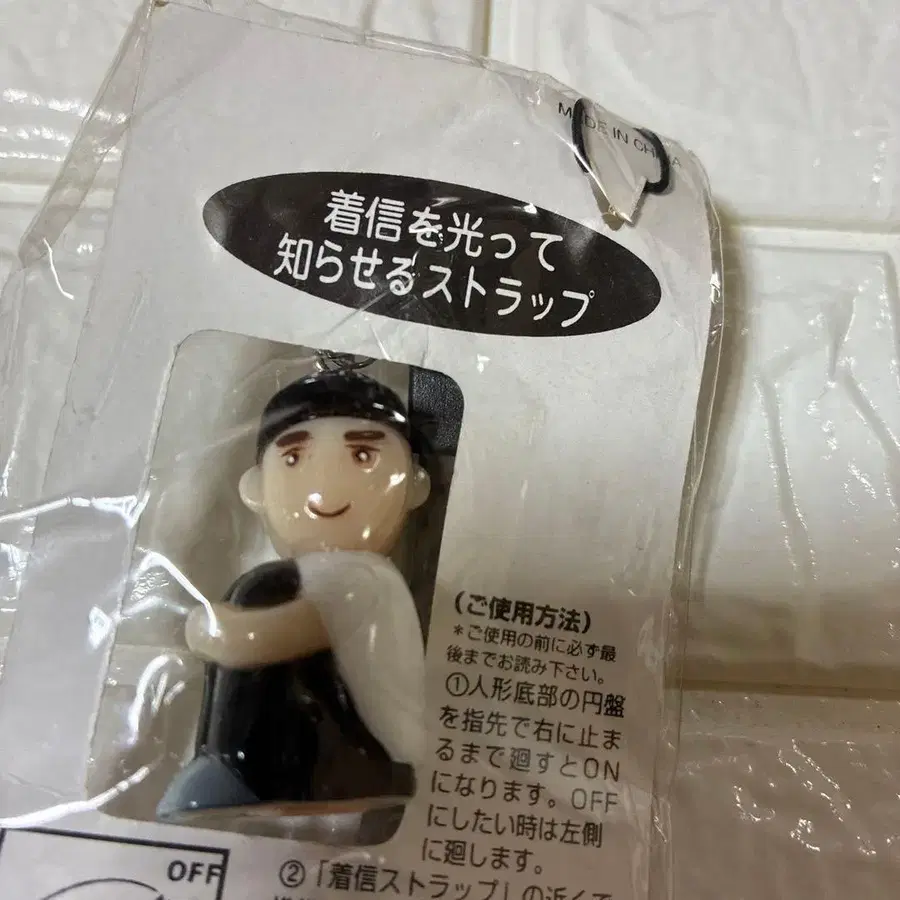 MADE IN CHINA
着信を光って
知らせるストラップ
(ご使用方法)
*ご使用の前に必ず最
後までお読み下さい。
①人形底部の円盤
を指先で右に止ま
るまで廻すとON
になります。OFF
にしたい時は左側
に廻します。
②「着信ストラップ」の近くで
OFF